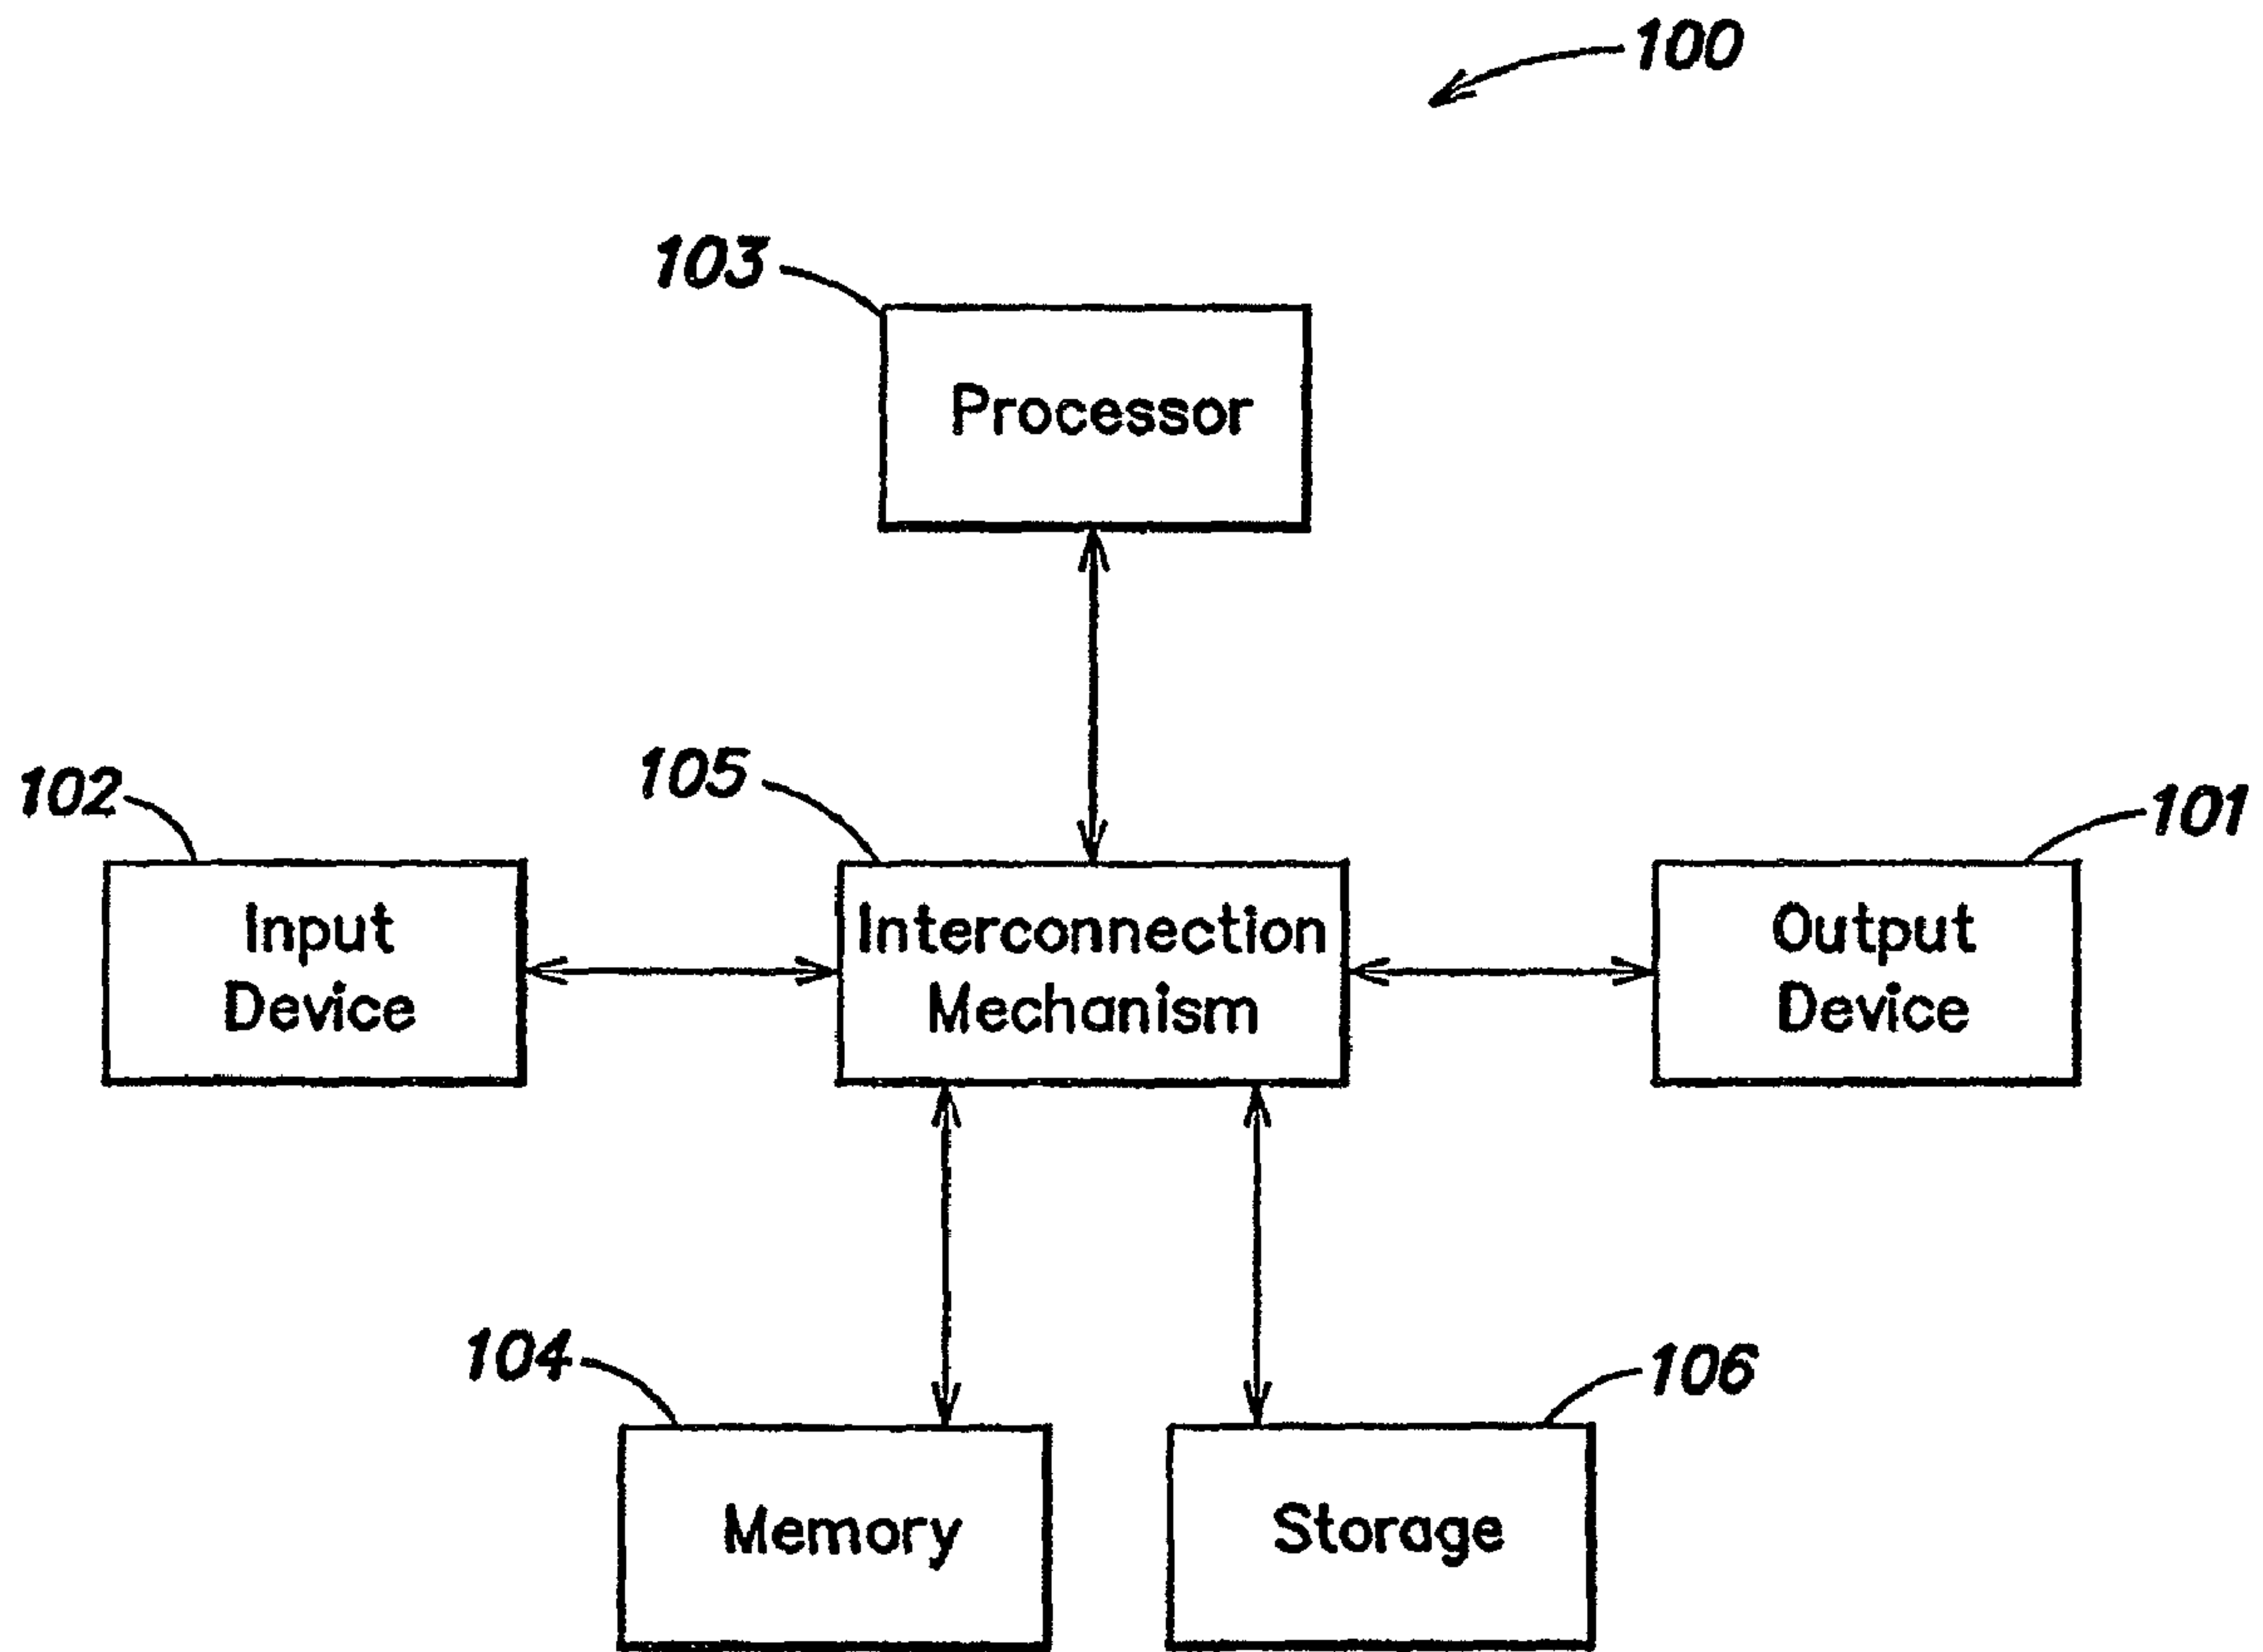 100
103
Processor
102
105
101
Input
Device
Interconnection
Mechanism
Output
Device
104
106
Memory
Storage